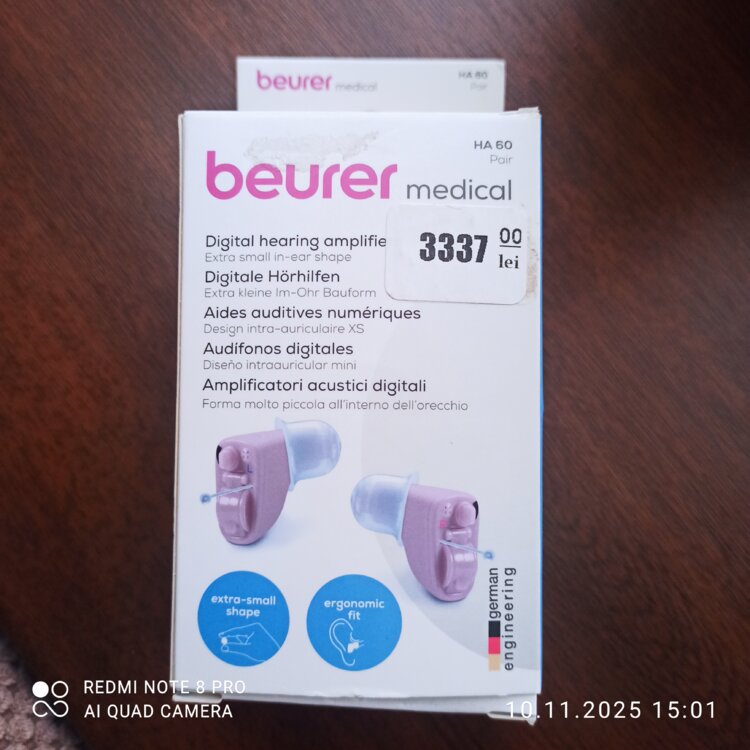 beurer medical
HA 60
Pair
HA 60
Pair
beurer medical
3337 00 lei
Digital hearing amplifie
Extra small in-ear shape
Digitale Hörhilfen
Extra kleine Im-Ohr Bauform
Aides auditives numériques
Design intra-auriculaire XS
Audífonos digitales
Diseño intraauricular mini
Amplificatori acustici digitali
Forma molto piccola all'interno dell'orecchio
extra-small
shape
ergonomic
fit
german
engineering
REDMI NOTE 8 PRO
AI QUAD CAMERA
10.11.2025 15:01